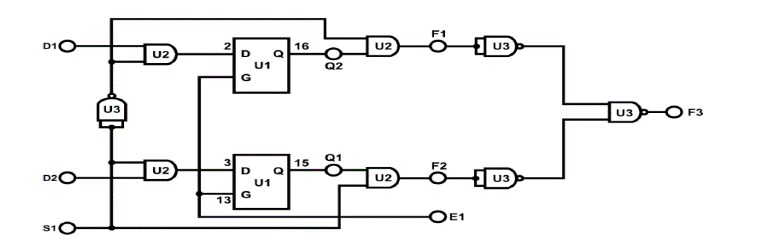 F1
D1 U2 2 D Q 16 U2 U3
U1 Q2
G
U3 U3 F3
Q1 F2
D2 U2 3 D Q 15 U2 U3
U1
13 G
E1
S1